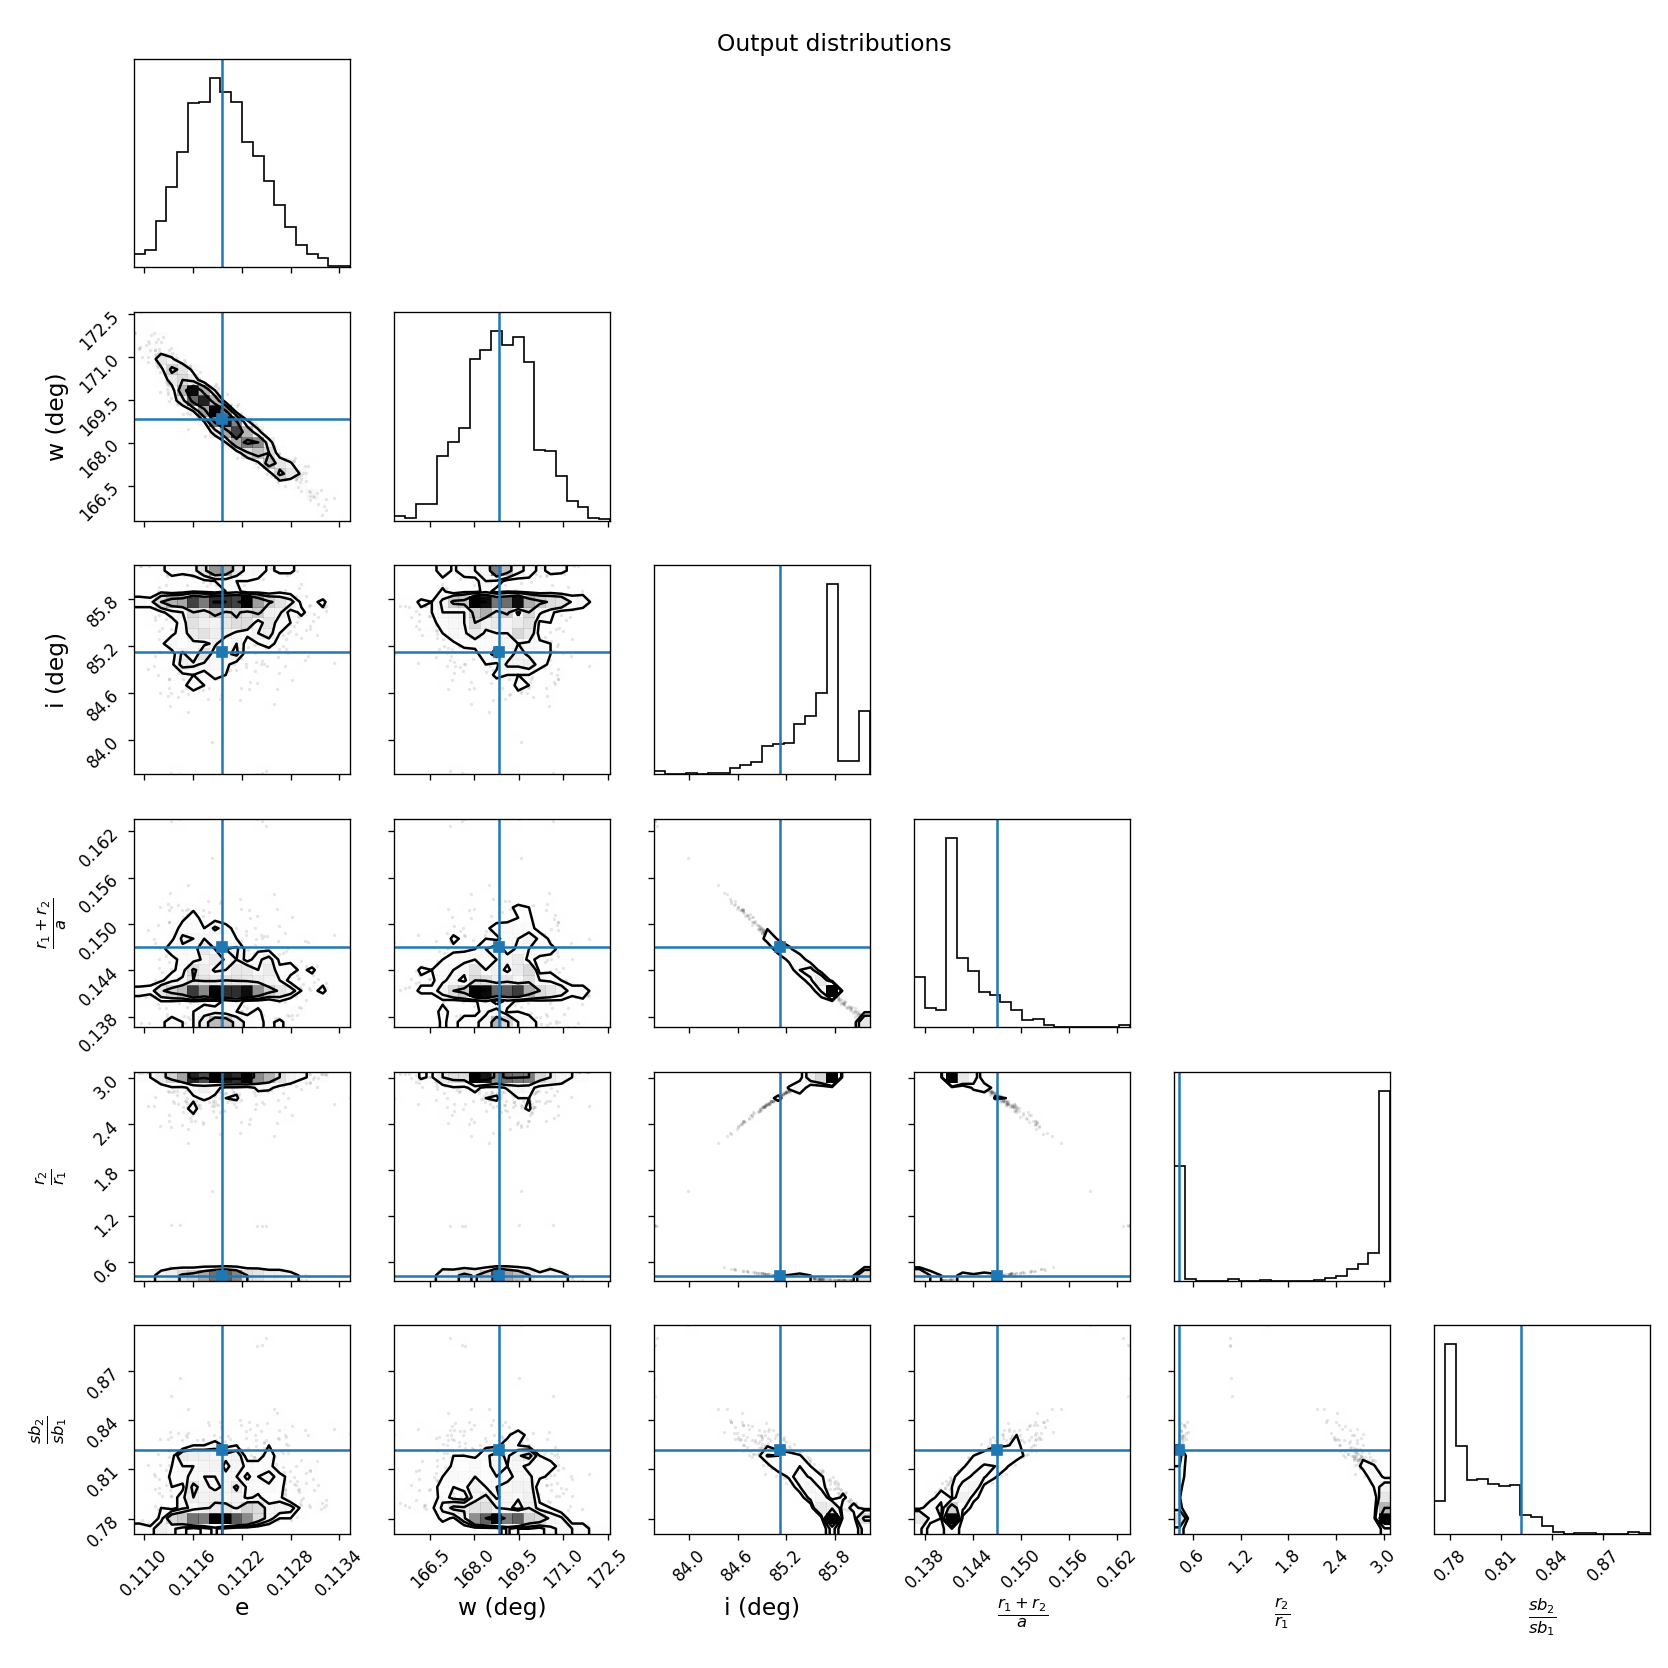 Output distributions
172.5
171.0
169.5
168.0
166.5
w (deg)
85.8
85.2
84.6
84.0
i (deg)
0.162
0.156
0.150
0.144
0.138
r₁ + r₂
a
3.0
2.4
1.8
1.2
0.6
r₂
r₁
0.87
0.84
0.81
0.78
sb₂
sb₁
0.1110 0.1116 0.1122 0.1128 0.1134
166.5 168.0 169.5 171.0 172.5
84.0 84.6 85.2 85.8
0.138 0.144 0.150 0.156 0.162
0.6 1.2 1.8 2.4 3.0
0.78 0.81 0.84 0.87
e
w (deg)
i (deg)
r₁ + r₂
a
r₂
r₁
sb₂
sb₁